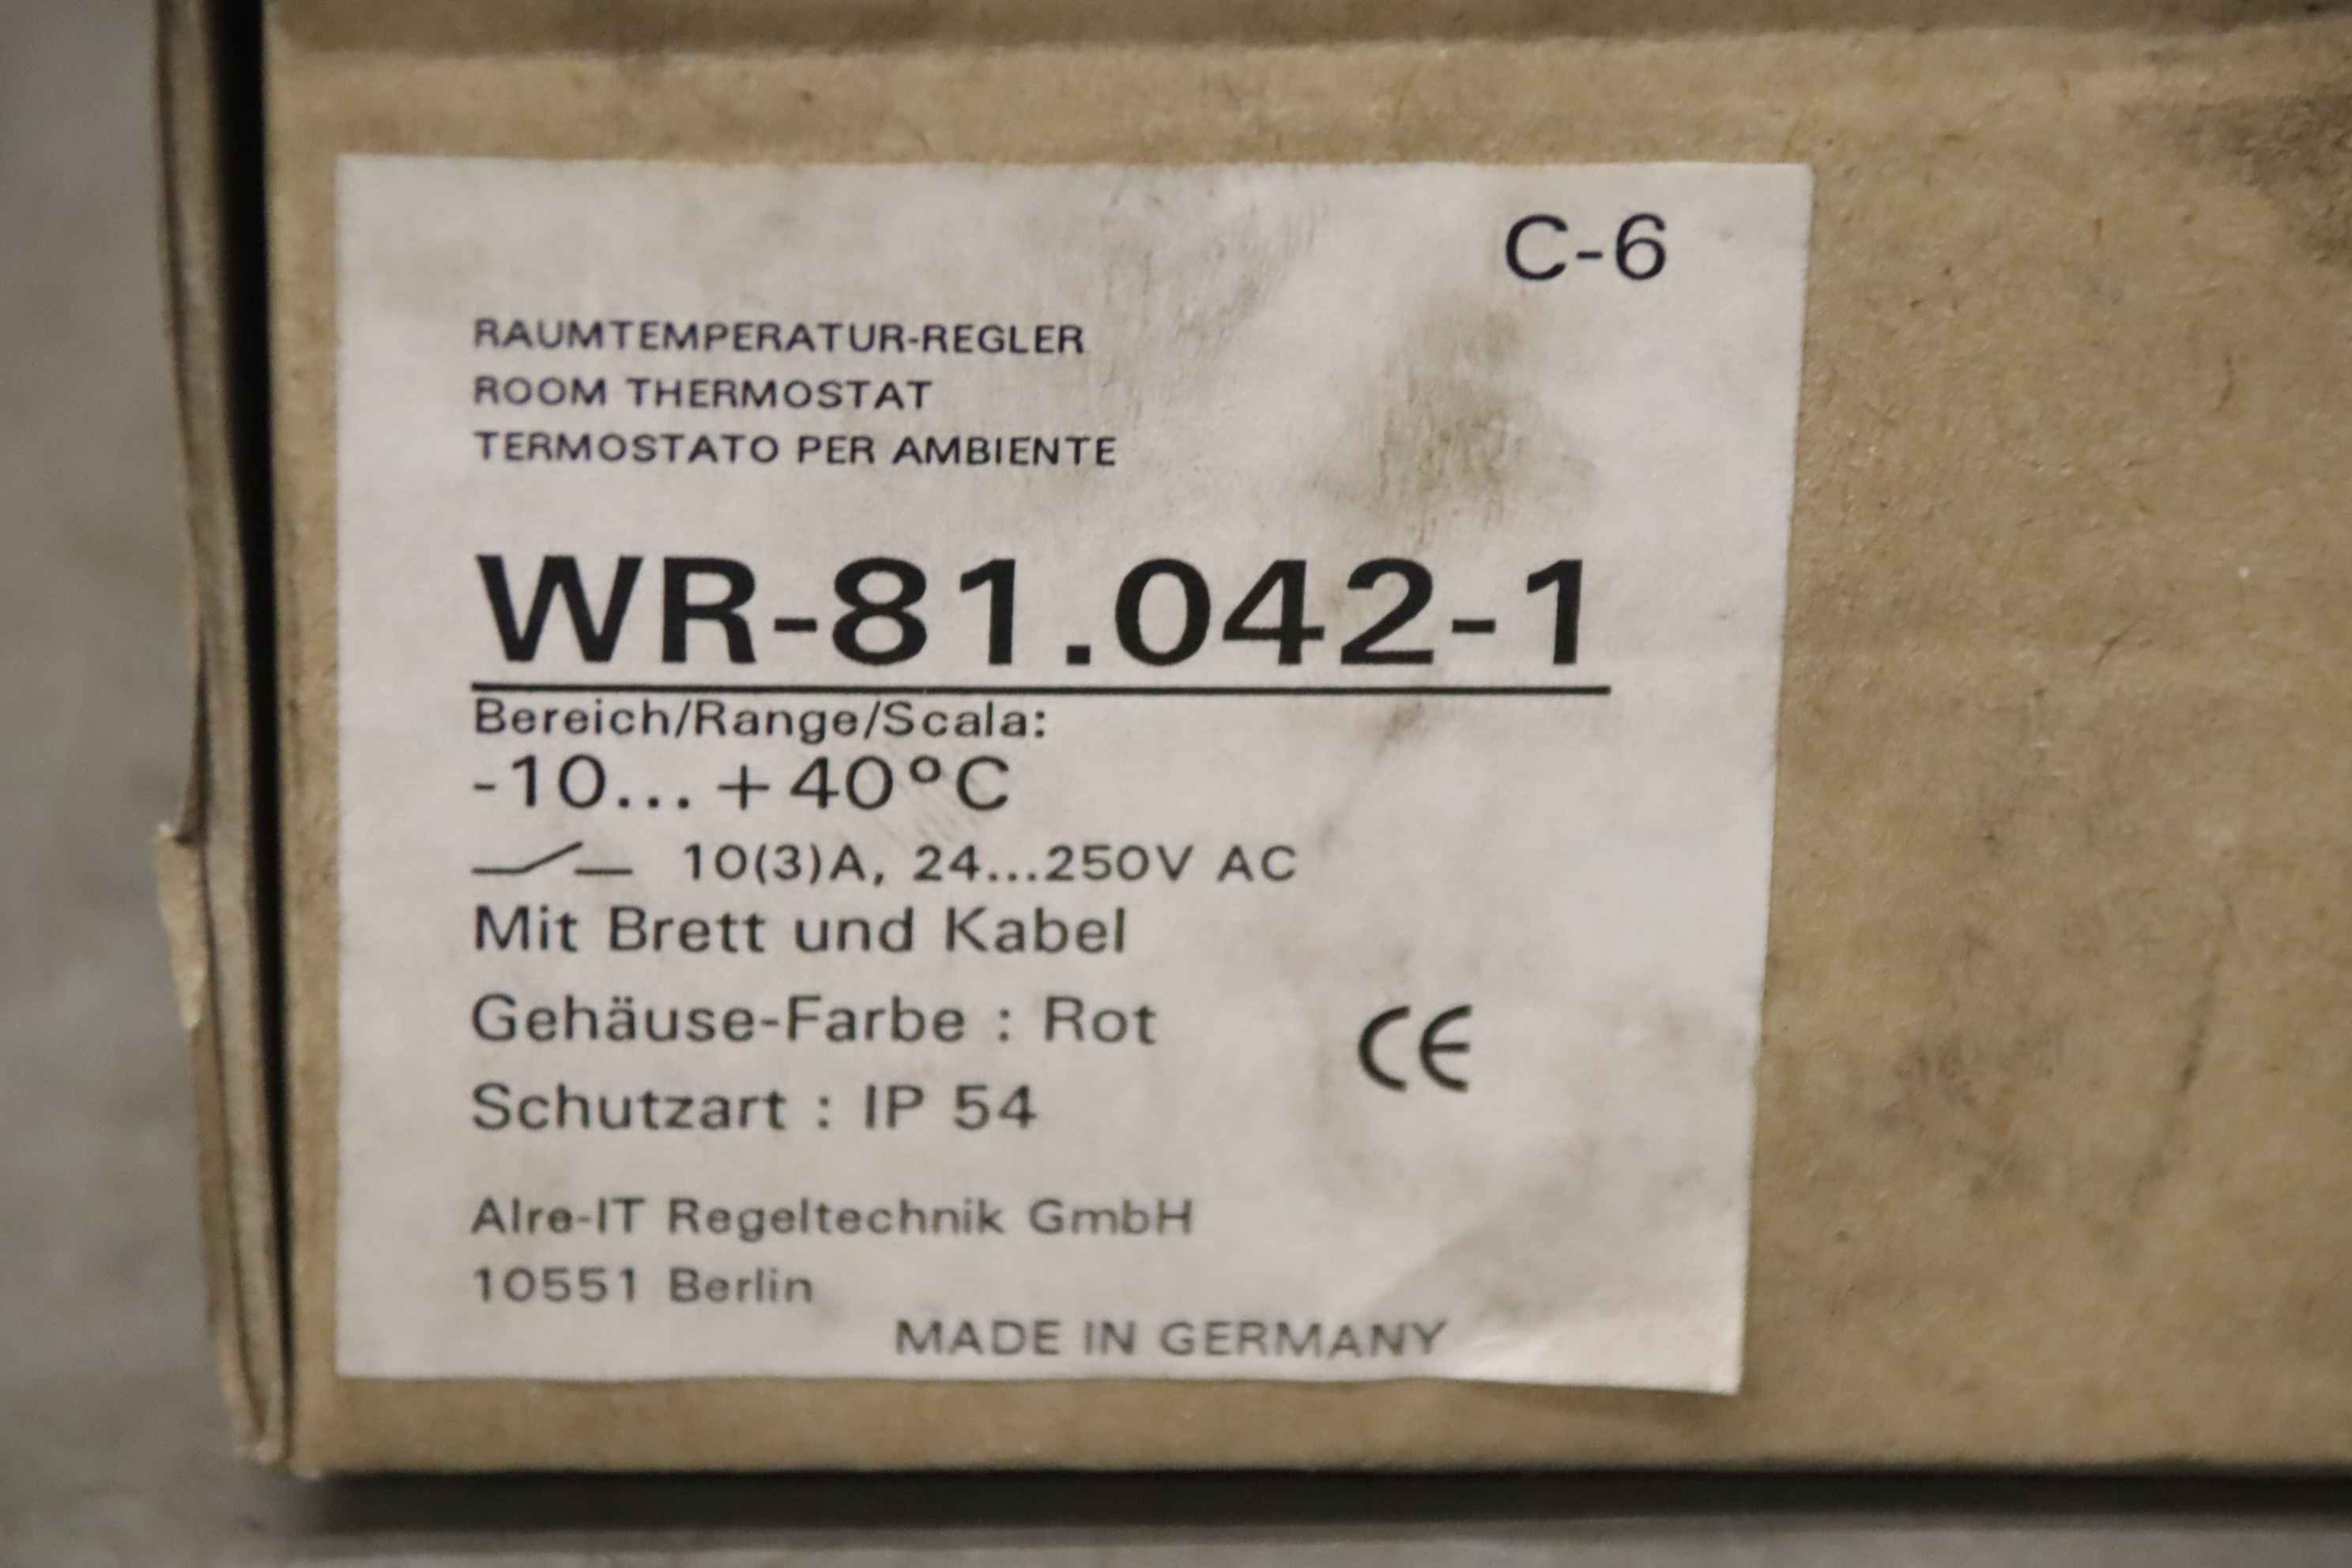 C-6
RAUMTEMPERATUR-REGLER
ROOM THERMOSTAT
TERMOSTATO PER AMBIENTE
WR-81.042-1
Bereich/Range/Scala:
-10...+40°C
10(3)A, 24...250V AC
Mit Brett und Kabel
Gehäuse-Farbe : Rot
CE
Schutzart : IP 54
Alre-IT Regeltechnik GmbH
10551 Berlin
MADE IN GERMANY